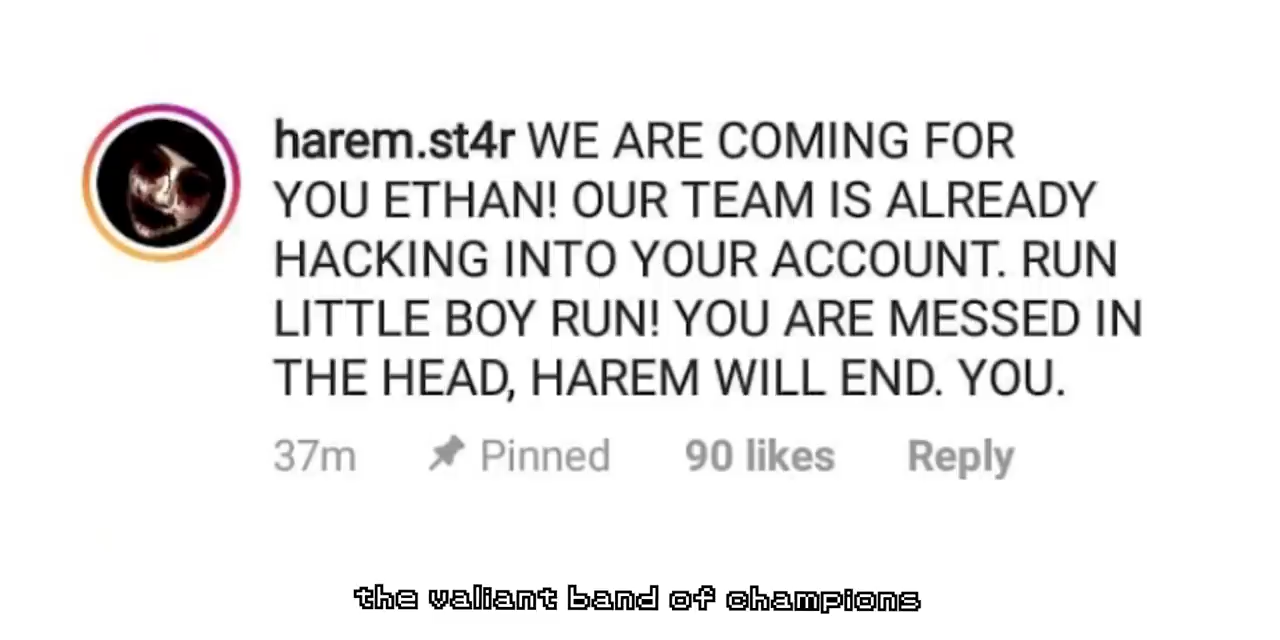 harem.st4r WE ARE COMING FOR
YOU ETHAN! OUR TEAM IS ALREADY
HACKING INTO YOUR ACCOUNT. RUN
LITTLE BOY RUN! YOU ARE MESSED IN
THE HEAD, HAREM WILL END. YOU.
37m Pinned 90 likes Reply
the valiant band of champions